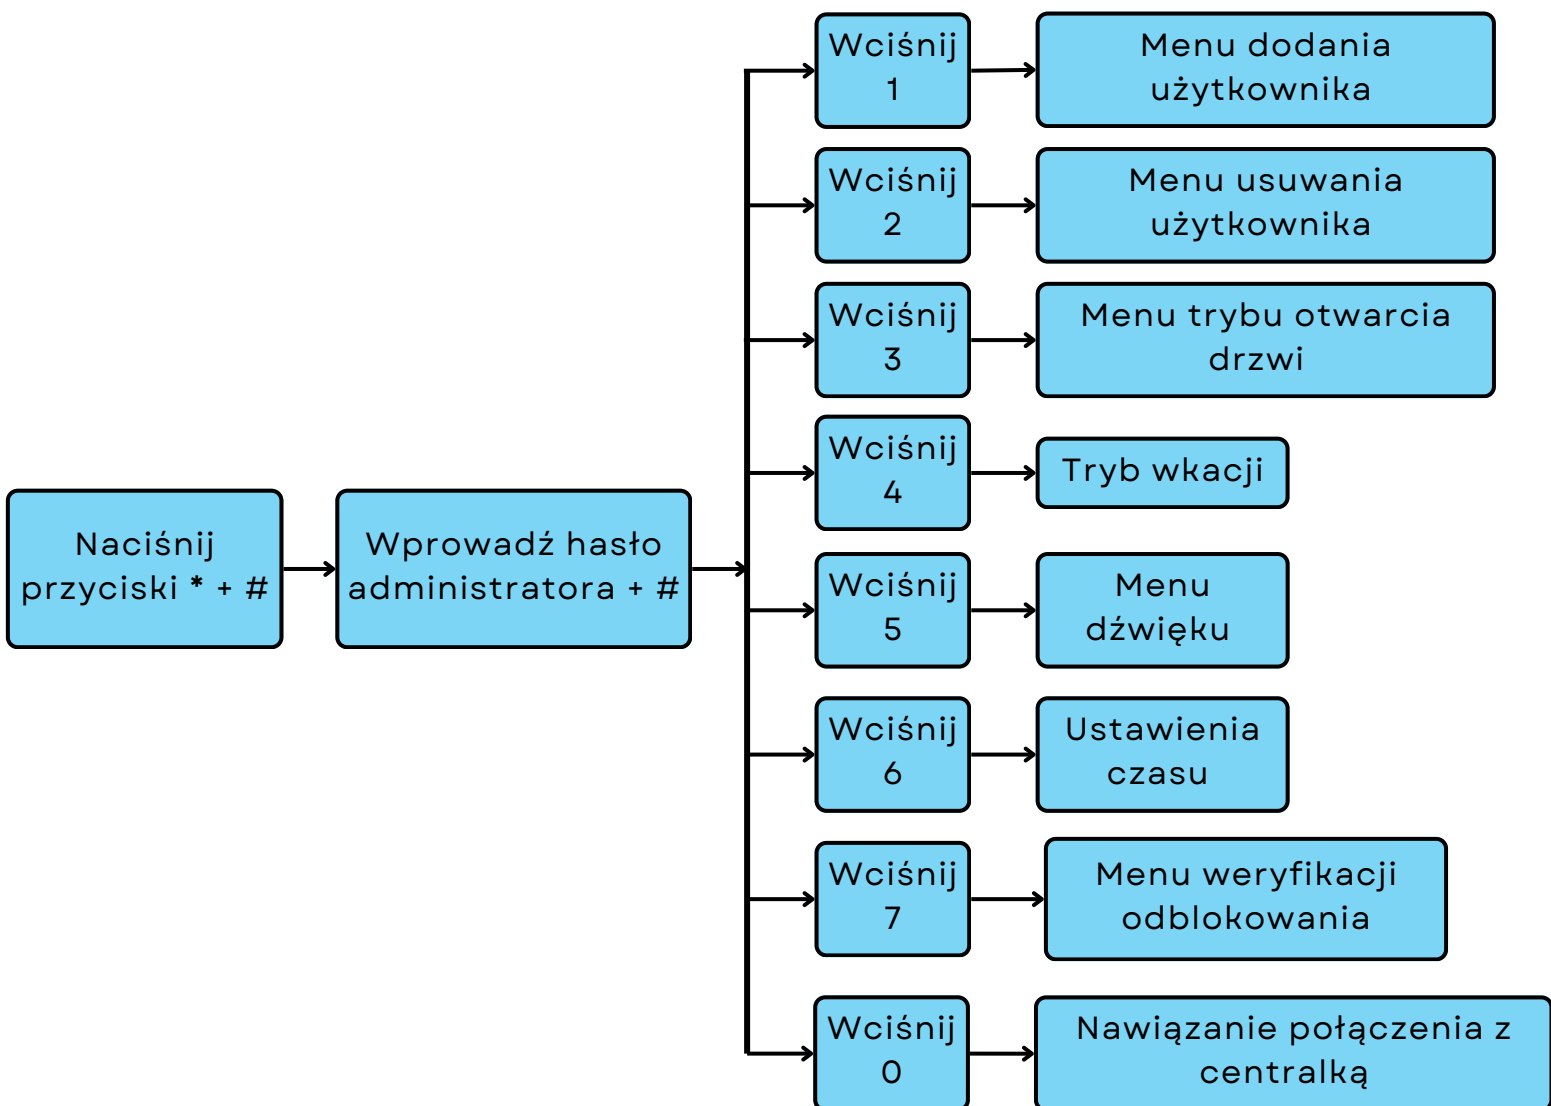 Naciśnij
przyciski * + #
Wprowadź hasło
administratora + #
Wciśnij
1
Menu dodania
użytkownika
Wciśnij
2
Menu usuwania
użytkownika
Wciśnij
3
Menu trybu otwarcia
drzwi
Wciśnij
4
Tryb wkacji
Wciśnij
5
Menu
dźwięku
Wciśnij
6
Ustawienia
czasu
Wciśnij
7
Menu weryfikacji
odblokowania
Wciśnij
0
Nawiązanie połączenia z
centralką